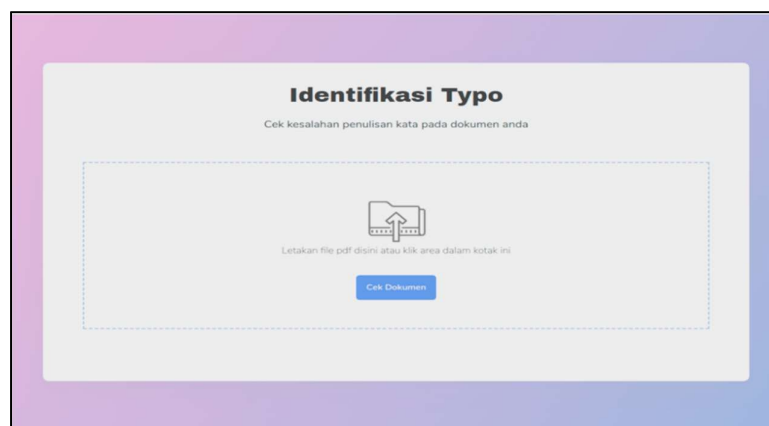 Identifikasi Typo
Cek kesalahan penulisan kata pada dokumen anda
Letakan file pdf disini atau klik area dalam kotak ini
Cek Dokumen